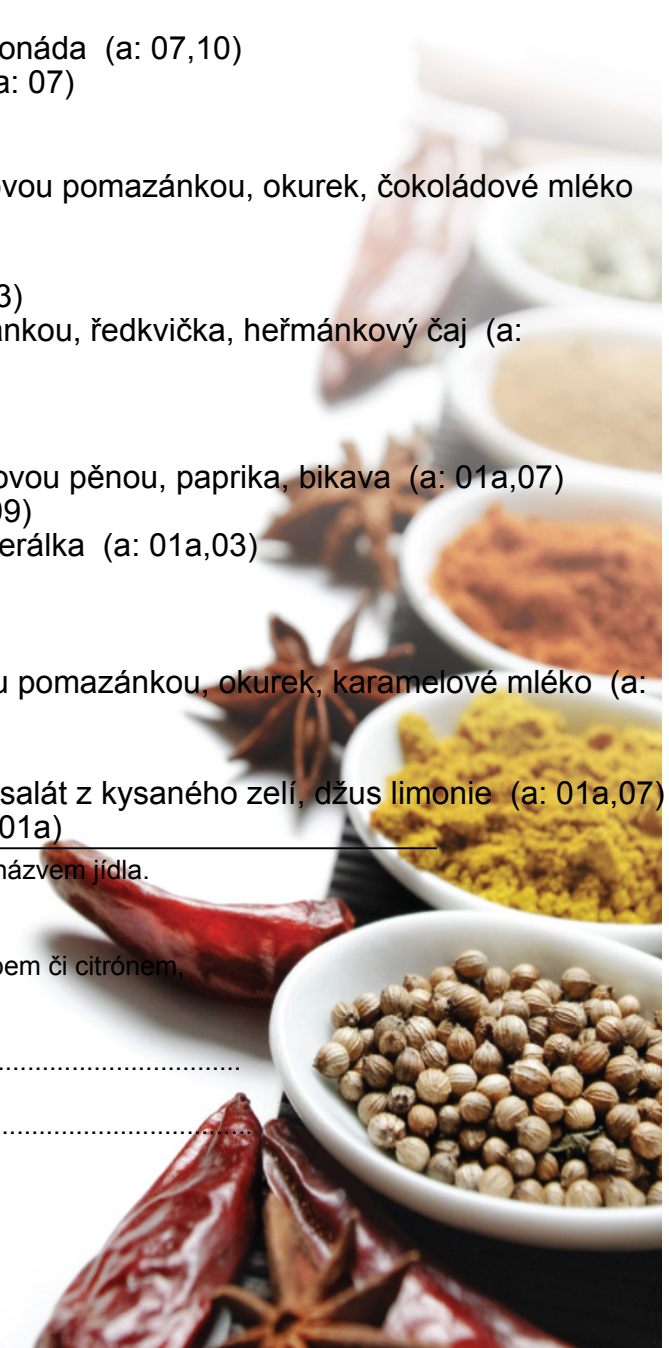 onáda (a: 07,10)
a: 07)
ovou pomazánkou, okurek, čokoládové mléko
3)
ánkou, ředkvička, heřmánkový čaj (a:
ovou pěnou, paprika, bikava (a: 01a,07)
09)
erálka (a: 01a,03)
u pomazánkou, okurek, karamelové mléko (a:
salát z kysaného zelí, džus limonie (a: 01a,07)
01a)
názvem jídla.
bem či citrónem,